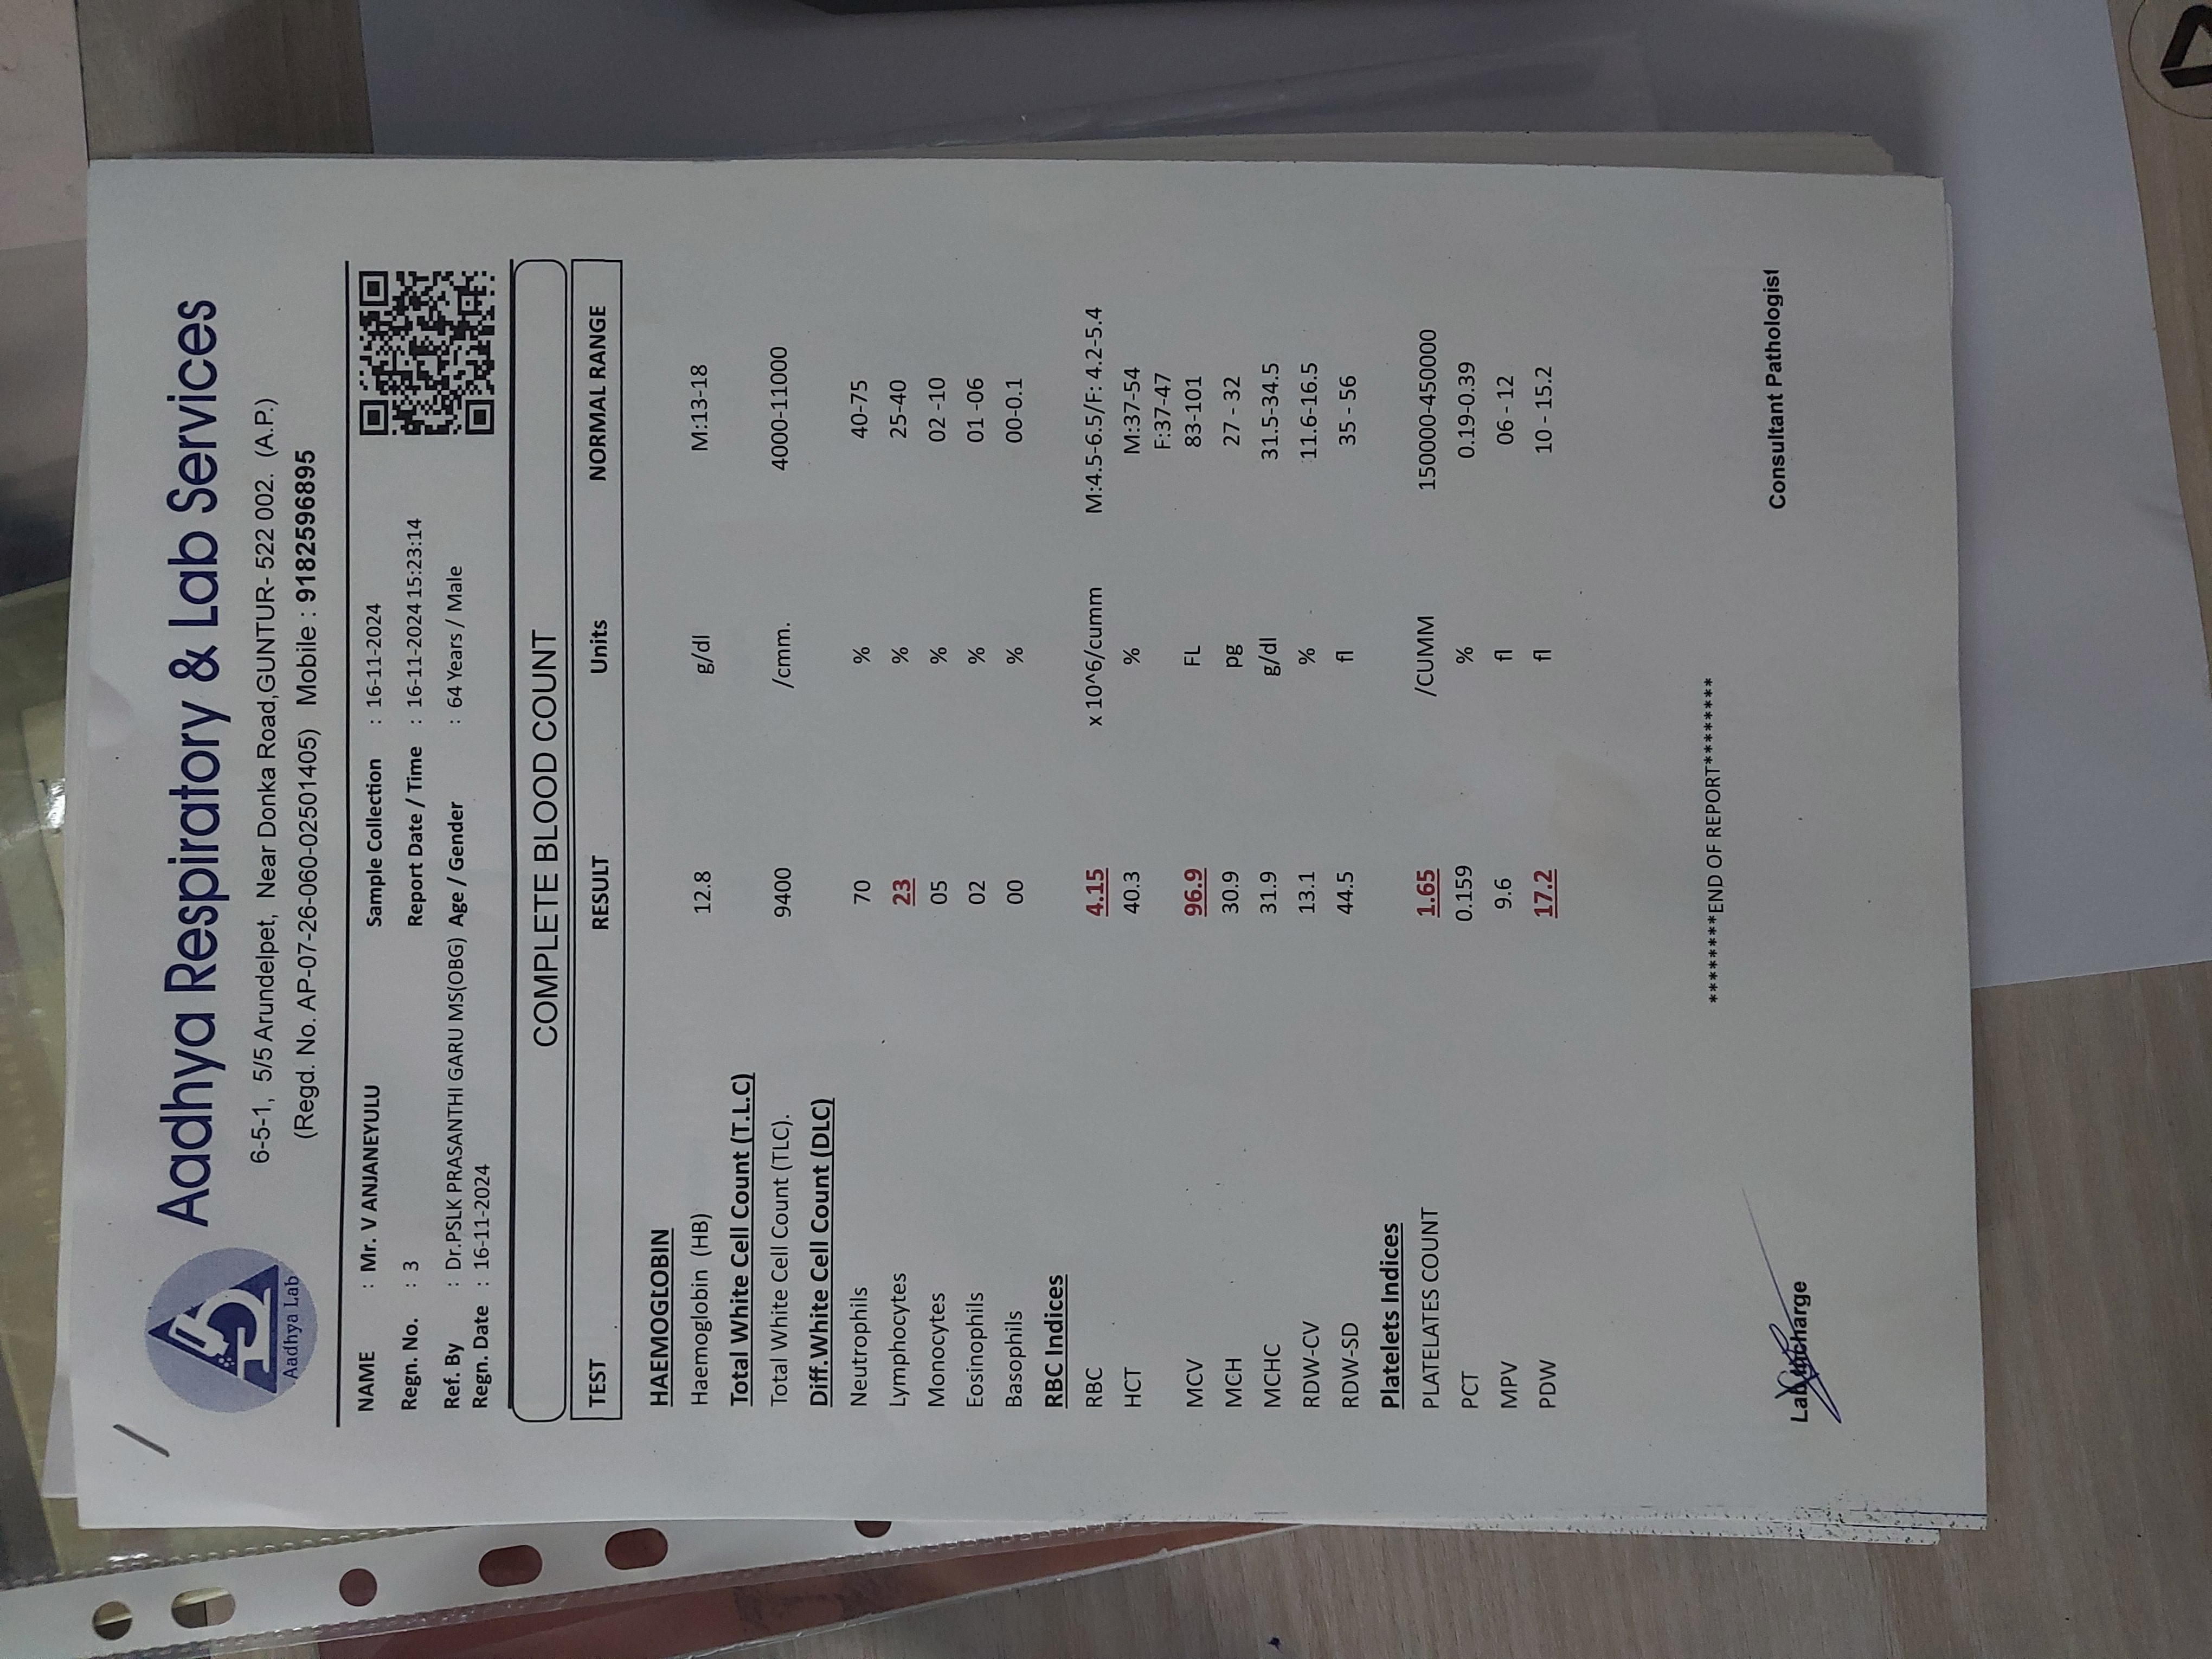 Aadhya Respiratory & Lab Services
Aadhya Lab
6-5-1, 5/5 Arundelpet, Near Donka Road,GUNTUR- 522 002. (A.P.)
(Regd. No. AP-07-26-060-02501405) Mobile : 9182596895
NAME : Mr. V ANJANEYULU Sample Collection : 16-11-2024
Regn. No. : 3 Report Date / Time : 16-11-2024 15:23:14
Ref. By : Dr.PSLK PRASANTHI GARU MS(OBG) Age / Gender : 64 Years / Male
Regn. Date : 16-11-2024
COMPLETE BLOOD COUNT
TEST RESULT Units NORMAL RANGE
HAEMOGLOBIN
Haemoglobin (HB) 12.8 g/dl M:13-18
Total White Cell Count (T.L.C)
Total White Cell Count (TLC). 9400 /cmm. 4000-11000
Diff.White Cell Count (DLC)
Neutrophils 70 % 40-75
Lymphocytes 23 % 25-40
Monocytes 05 % 02 -10
Eosinophils 02 % 01 -06
Basophils 00 % 00-0.1
RBC Indices
RBC 4.15 x 10^6/cumm M:4.5-6.5/F: 4.2-5.4
HCT 40.3 % M:37-54
F:37-47
MCV 96.9 FL 83-101
MCH 30.9 pg 27 - 32
MCHC 31.9 g/dl 31.5-34.5
RDW-CV 13.1 % 11.6-16.5
RDW-SD 44.5 fl 35 - 56
Platelets Indices
PLATELATES COUNT 1.65 /CUMM 150000-450000
PCT 0.159 % 0.19-0.39
MPV 9.6 fl 06 - 12
PDW 17.2 fl 10 - 15.2
********END OF REPORT********
Lab Incharge Consultant Pathologist